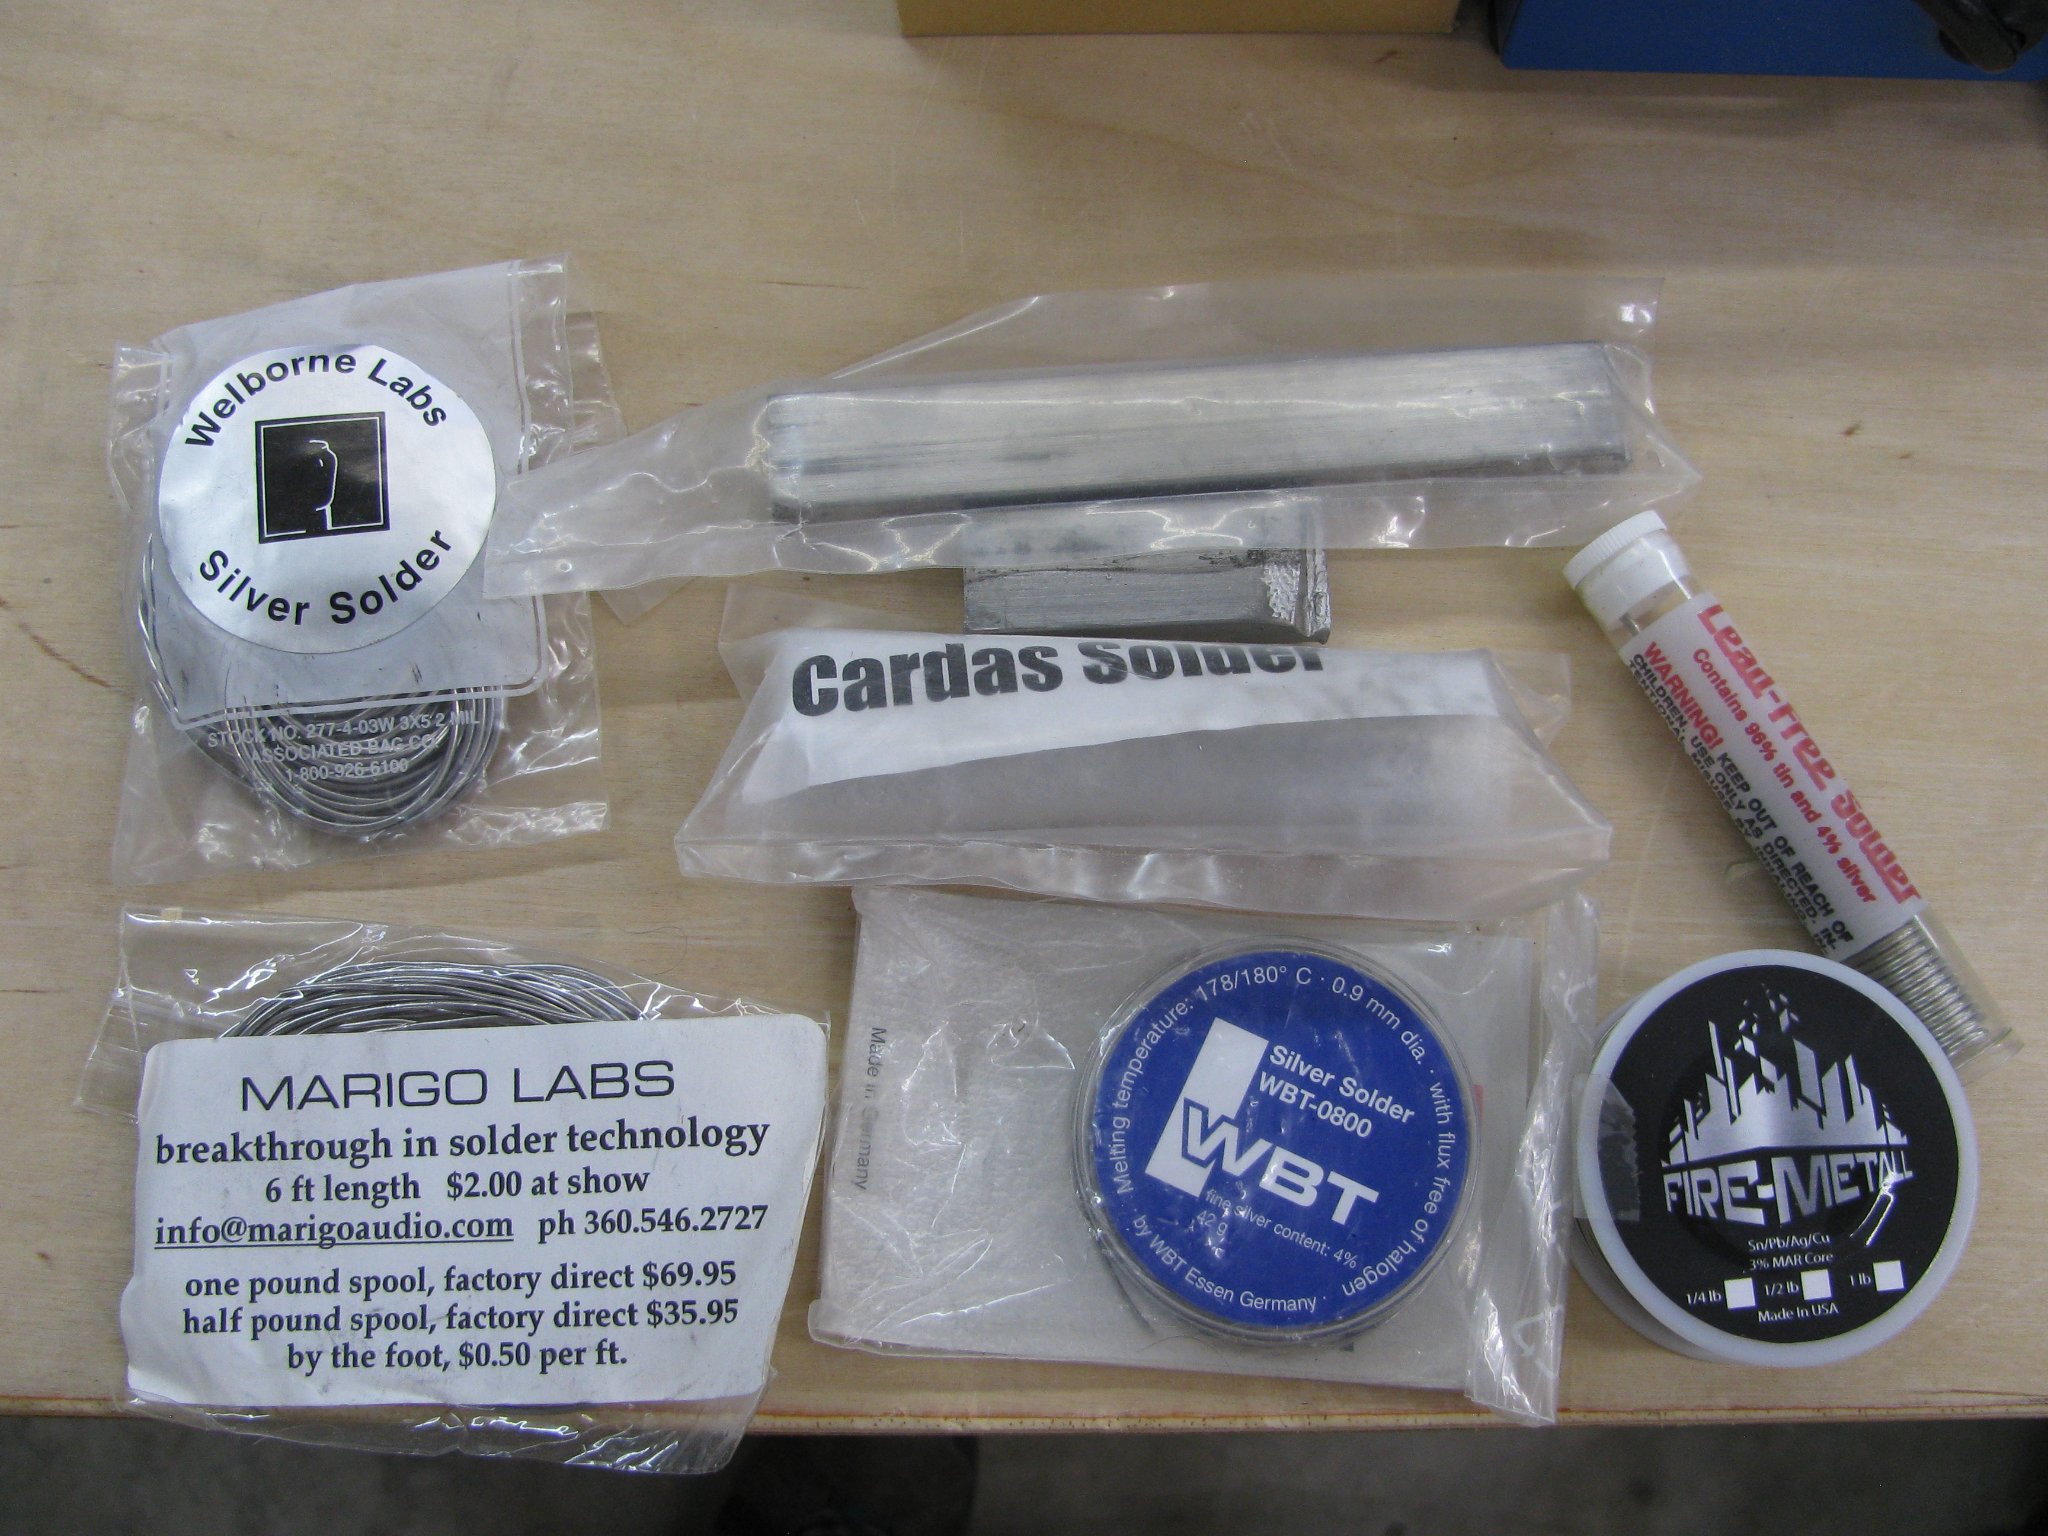 Welborne Labs
Silver Solder
STOCK NO. 277-4-03W 3X5 2 MIL
ASSOCIATED BAG CO.
1-800-926-6100
Cardas Solder
Lead-Free Solder
Contains 96% tin and 4% silver
WARNING! KEEP OUT OF REACH OF
CHILDREN. USE ONLY AS DIRECTED. IN-
TENTIONAL MISUSE BY INHALING
MARIGO LABS
breakthrough in solder technology
6 ft length $2.00 at show
info@marigoaudio.com ph 360.546.2727
one pound spool, factory direct $69.95
half pound spool, factory direct $35.95
by the foot, $0.50 per ft.
Made in Germany
Melting temperature: 178/180° C · 0.9 mm dia. · with flux free of halogen
Silver Solder
WBT-0800
WBT
fine silver content: 4%
42 g
· by WBT Essen Germany ·
FIRE-METALL
Sn/Pb/Ag/Cu
.3% MAR Core
1/4 lb 1/2 lb 1 lb
Made In USA